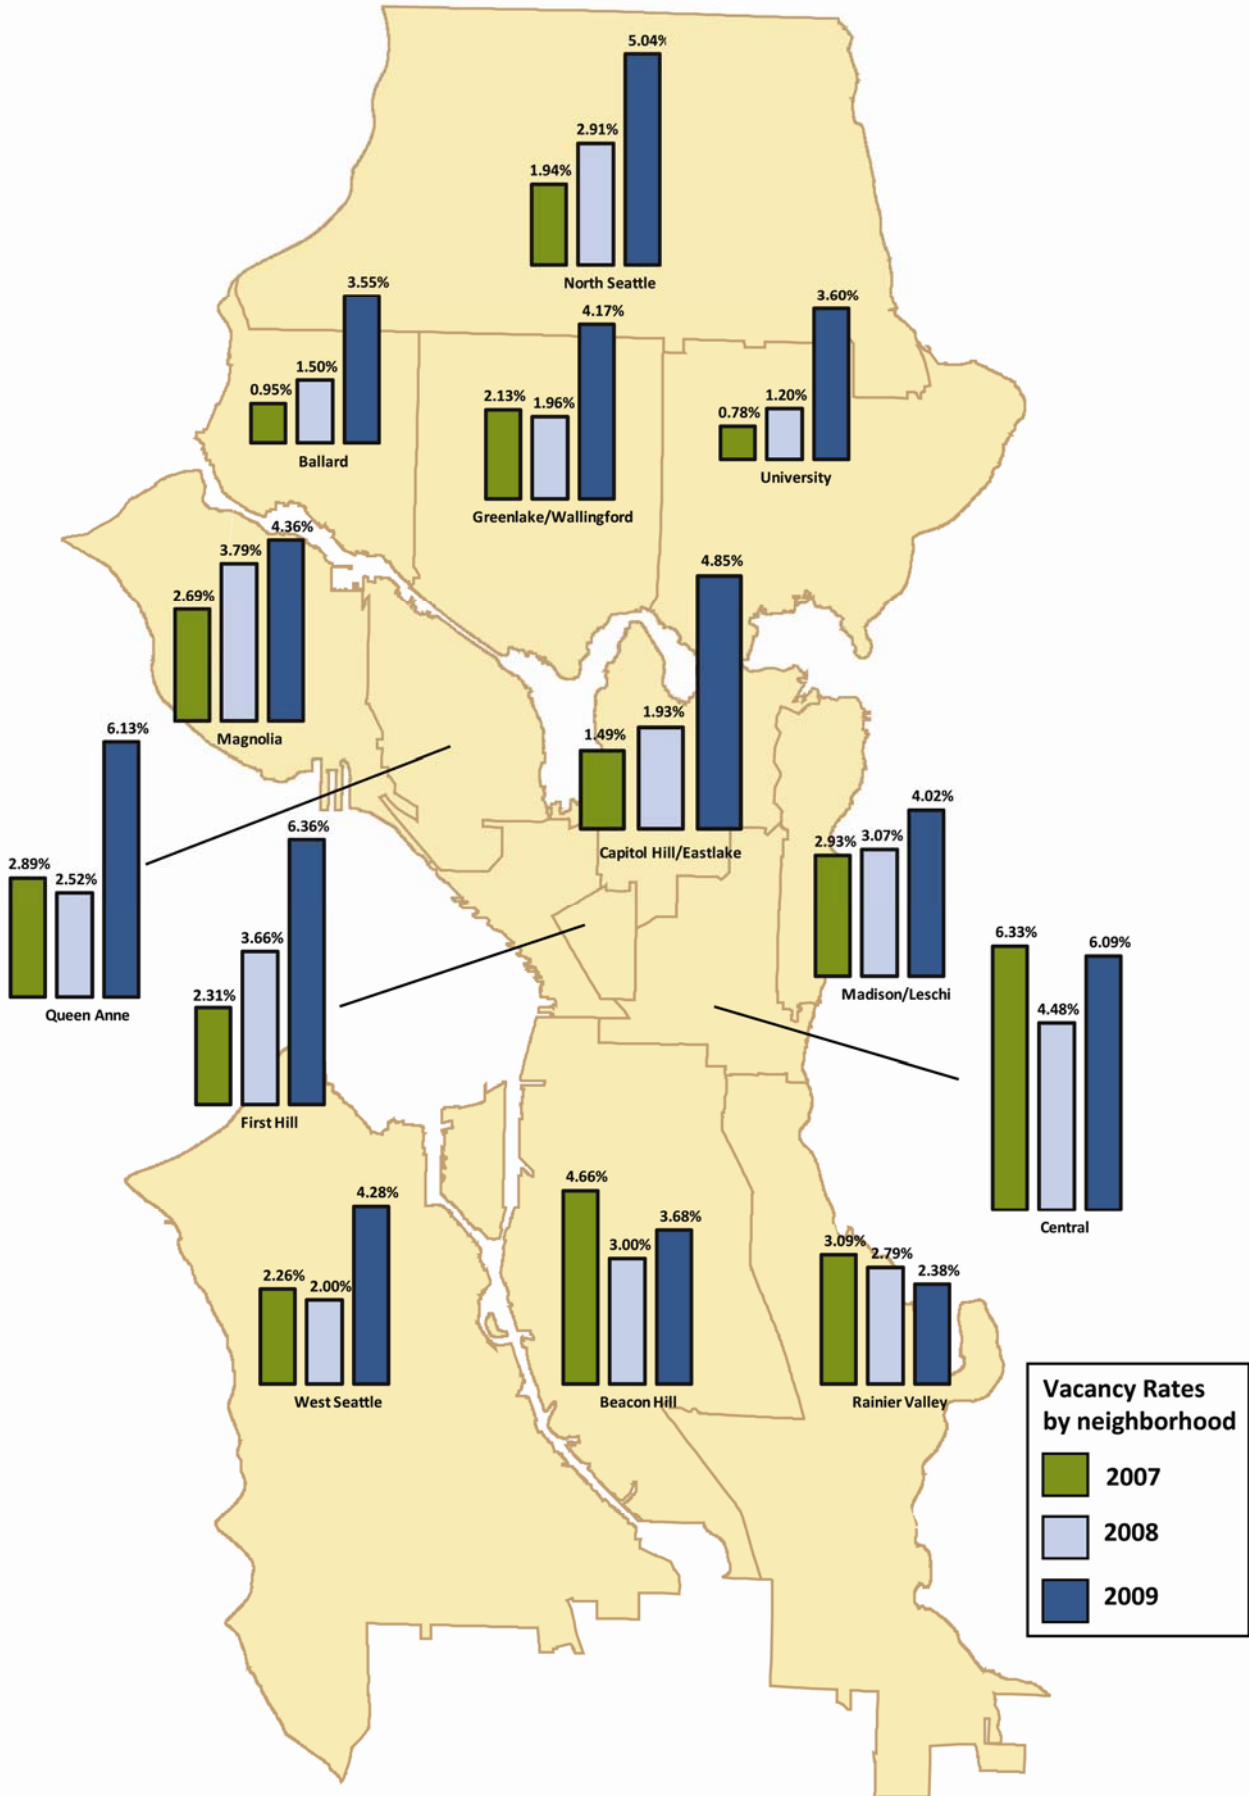 5.04%
2.91%
1.94%
North Seattle
3.55%
1.50%
0.95%
Ballard
4.17%
2.13%
1.96%
Greenlake/Wallingford
3.60%
1.20%
0.78%
University
4.36%
3.79%
2.69%
Magnolia
4.85%
1.93%
1.49%
Capitol Hill/Eastlake
6.13%
2.89%
2.52%
Queen Anne
6.36%
3.66%
2.31%
First Hill
4.02%
2.93%
3.07%
Madison/Leschi
6.33%
6.09%
4.48%
Central
4.28%
2.26%
2.00%
West Seattle
4.66%
3.68%
3.00%
Beacon Hill
3.09%
2.79%
2.38%
Rainier Valley
Vacancy Rates
by neighborhood
2007
2008
2009